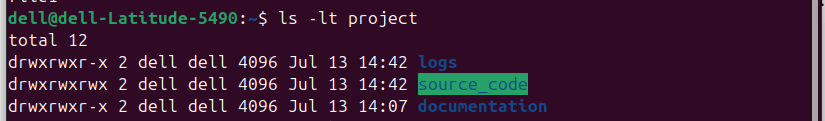 dell@dell-Latitude-5490:~$ ls -lt project
total 12
drwxrwxr-x 2 dell dell 4096 Jul 13 14:42 logs
drwxrwxrwx 2 dell dell 4096 Jul 13 14:42 source_code
drwxrwxr-x 2 dell dell 4096 Jul 13 14:07 documentation